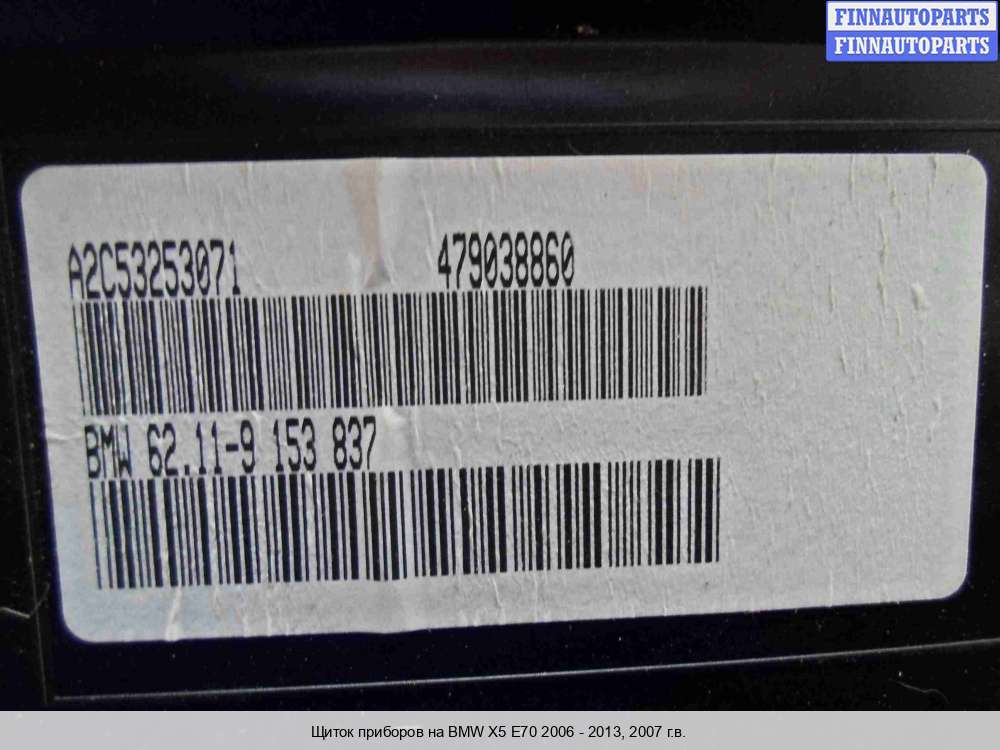 FINNAUTOPARTS
FINNAUTOPARTS
A2C53253071 479038860
BMW 62.11-9 153 837
Щиток приборов на BMW X5 E70 2006 - 2013, 2007 г.в.